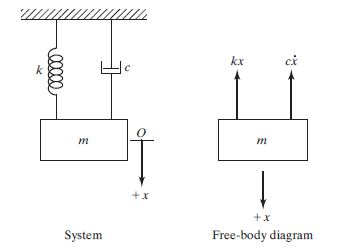 k
c
m
O
+x
System
kx
cẋ
m
+x
Free-body diagram